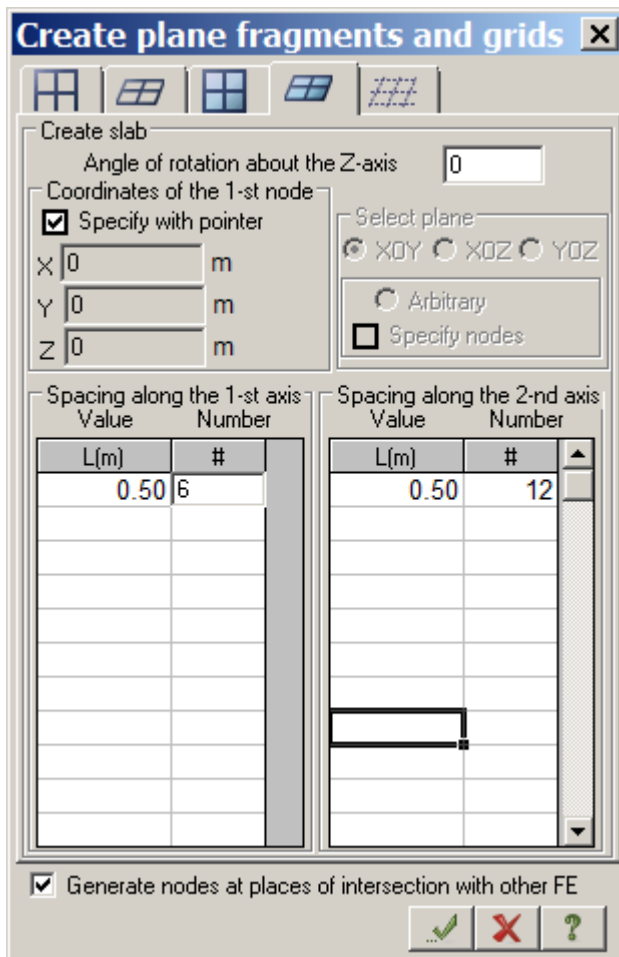 Create plane fragments and grids
Create slab
Angle of rotation about the Z-axis 0
Coordinates of the 1-st node
Specify with pointer
X 0 m
Y 0 m
Z 0 m
Select plane
XOY XOZ YOZ
Arbitrary
Specify nodes
Spacing along the 1-st axis
Value Number
L(m) #
0.50 6
Spacing along the 2-nd axis
Value Number
L(m) #
0.50 12
Generate nodes at places of intersection with other FE
?